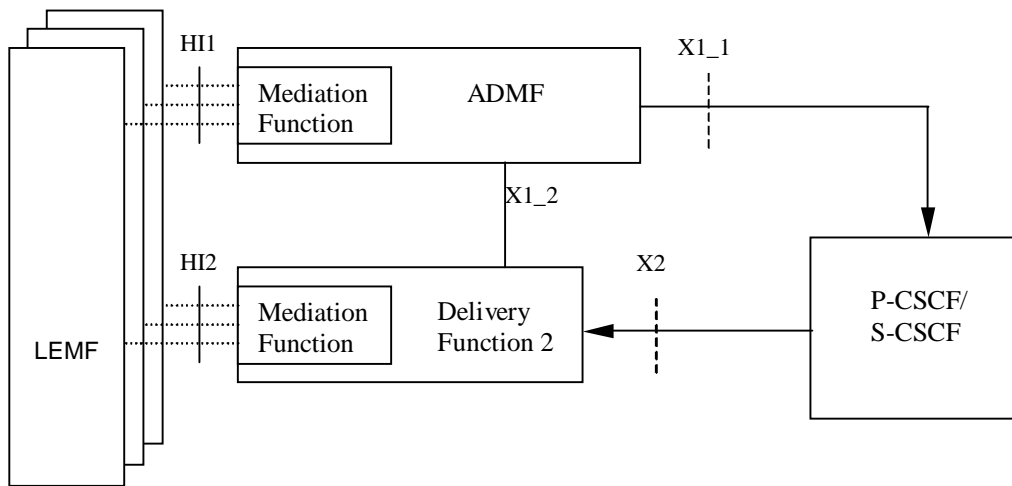 HI1
X1_1
Mediation
Function
ADMF
X1_2
HI2
X2
Mediation
Function
Delivery
Function 2
P-CSCF/
S-CSCF
LEMF